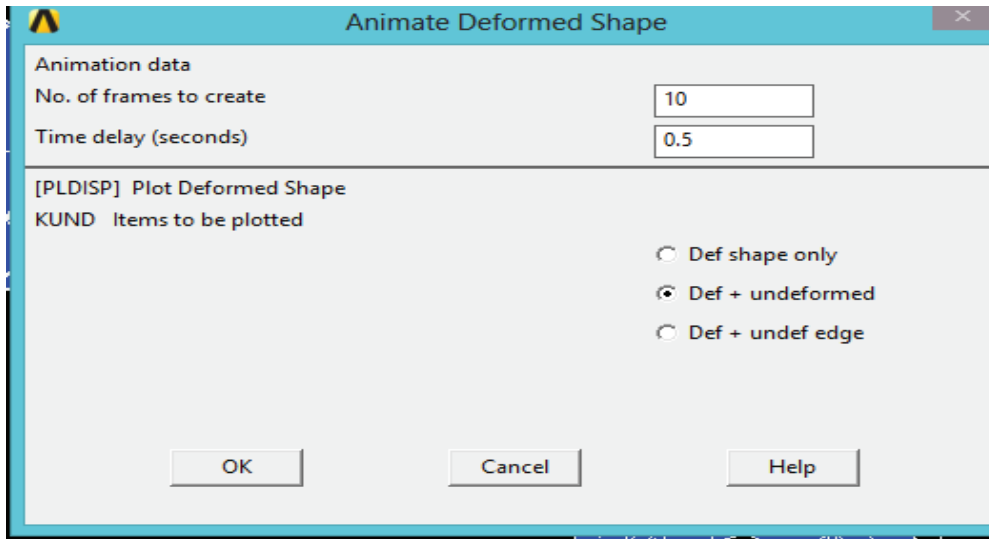 Animate Deformed Shape
Animation data
No. of frames to create 10
Time delay (seconds) 0.5
[PLDISP] Plot Deformed Shape
KUND Items to be plotted
Def shape only
Def + undeformed
Def + undef edge
OK Cancel Help